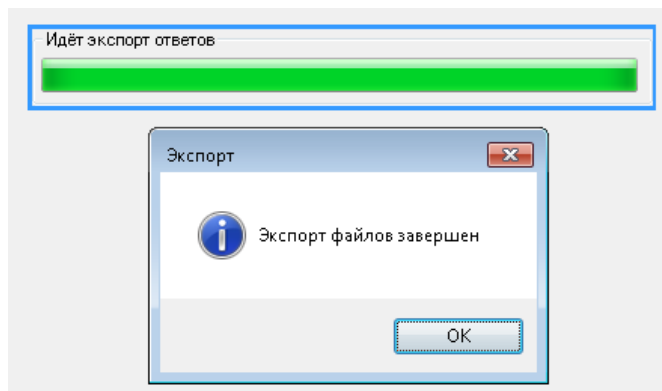 Идёт экспорт ответов
Экспорт
Экспорт файлов завершен
OK